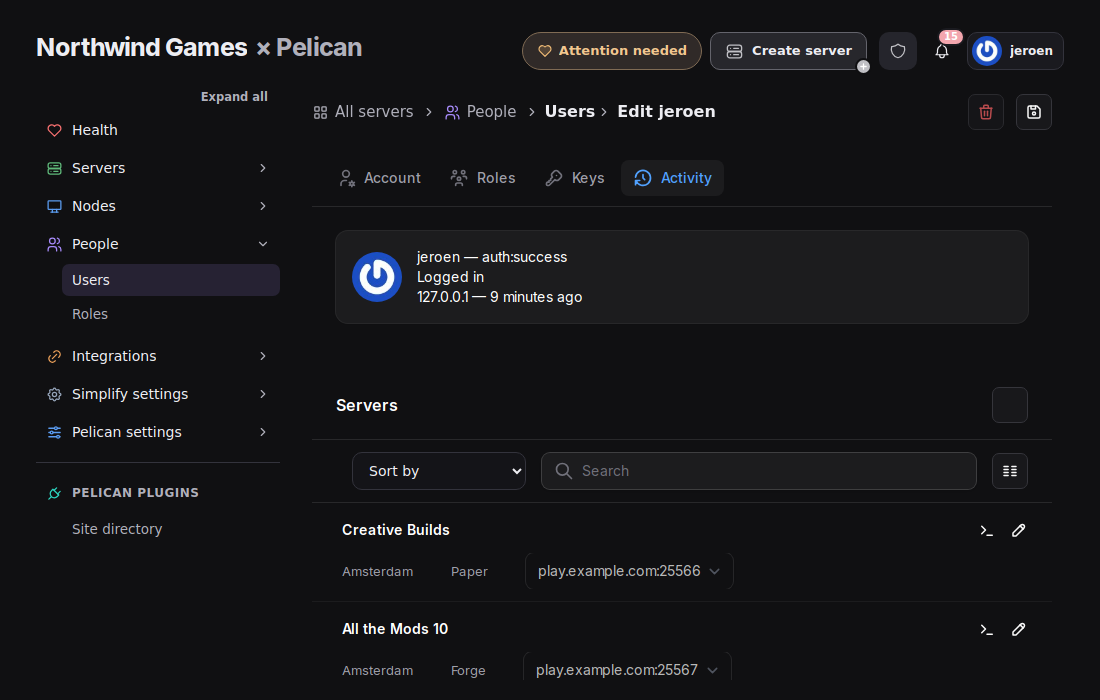 Northwind Games × Pelican
Attention needed
Create server
15
jeroen
Expand all
Health
Servers
Nodes
People
Users
Roles
Integrations
Simplify settings
Pelican settings
PELICAN PLUGINS
Site directory
All servers > People > Users > Edit jeroen
Account
Roles
Keys
Activity
jeroen — auth:success
Logged in
127.0.0.1 — 9 minutes ago
Servers
Sort by
Search
Creative Builds
Amsterdam Paper play.example.com:25566
All the Mods 10
Amsterdam Forge play.example.com:25567